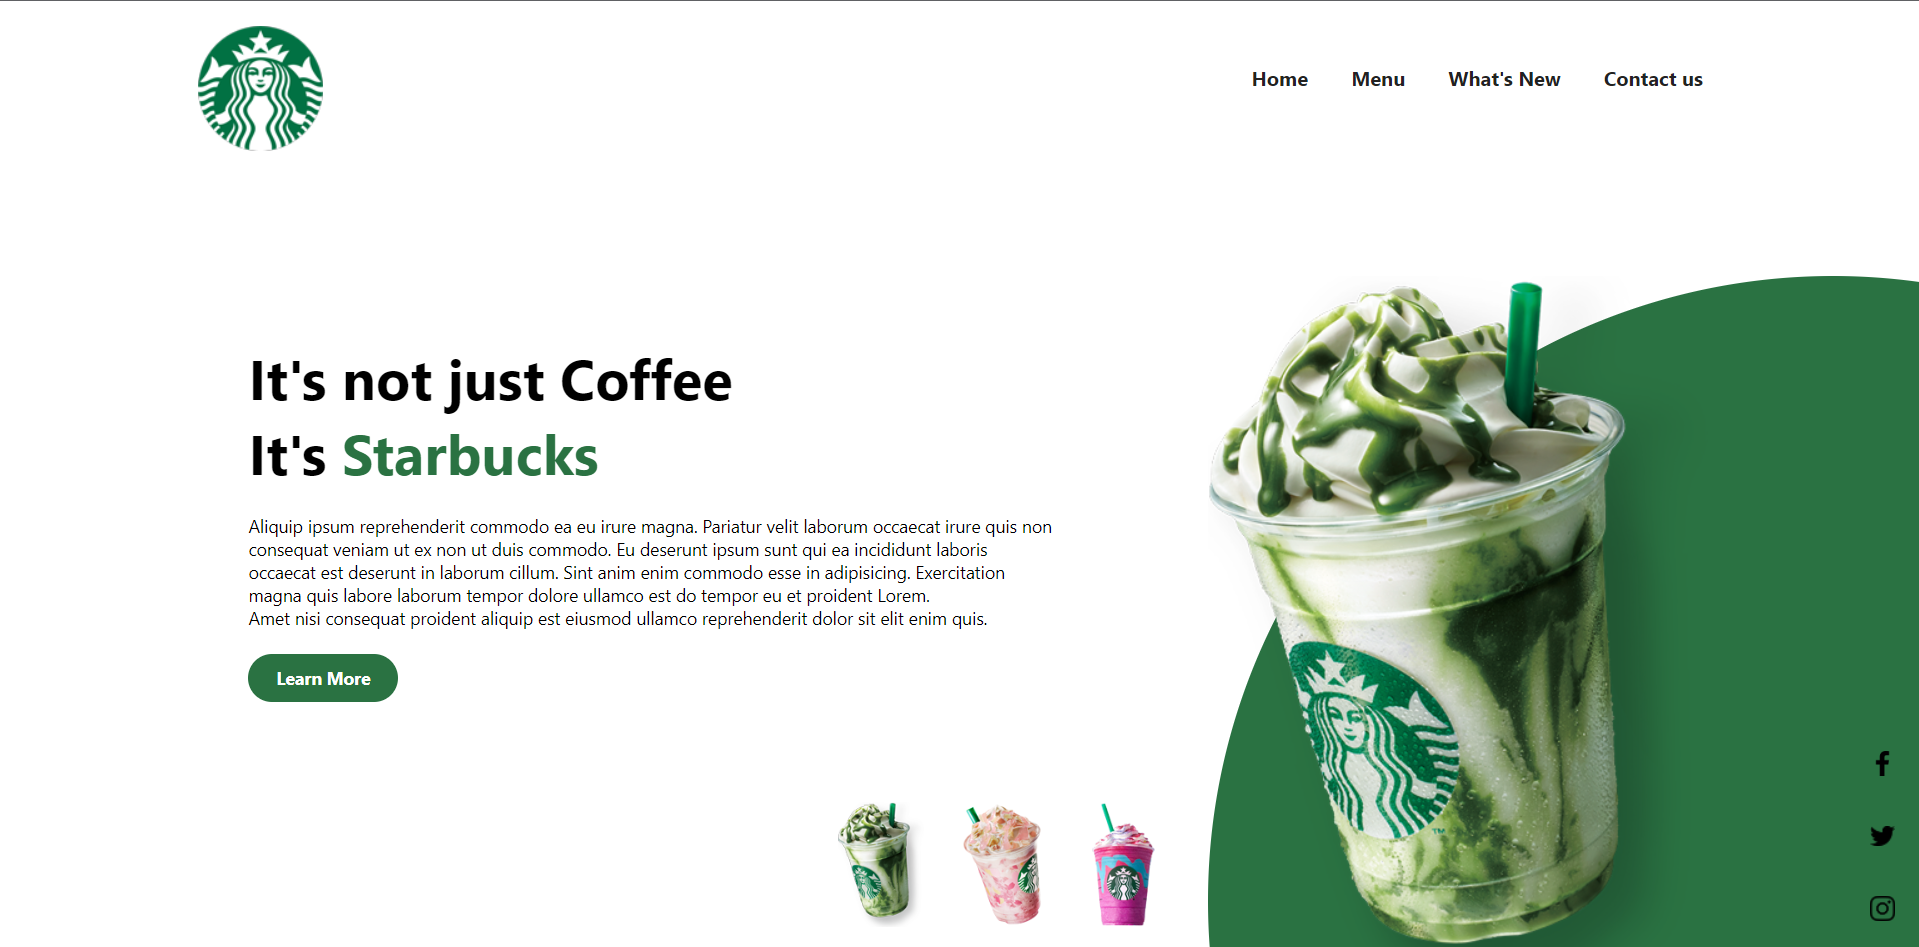 Home Menu What's New Contact us
It's not just Coffee
It's Starbucks
Aliquip ipsum reprehenderit commodo ea eu irure magna. Pariatur velit laborum occaecat irure quis non
consequat veniam ut ex non ut duis commodo. Eu deserunt ipsum sunt qui ea incididunt laboris
occaecat est deserunt in laborum cillum. Sint anim enim commodo esse in adipisicing. Exercitation
magna quis labore laborum tempor dolore ullamco est do tempor eu et proident Lorem.
Amet nisi consequat proident aliquip est eiusmod ullamco reprehenderit dolor sit elit enim quis.
Learn More
TM